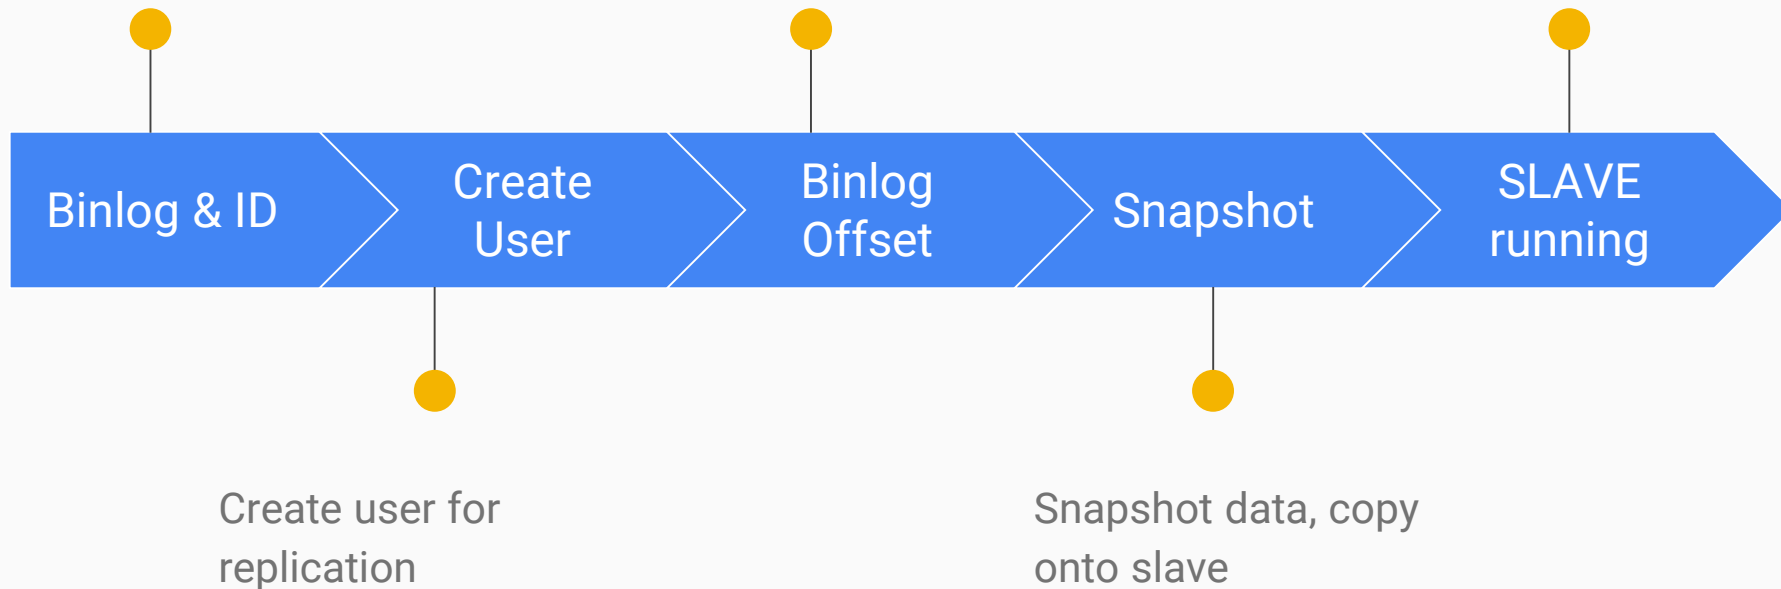 Binlog & ID
Create
User
Binlog
Offset
Snapshot
SLAVE
running
Create user for
replication
Snapshot data, copy
onto slave